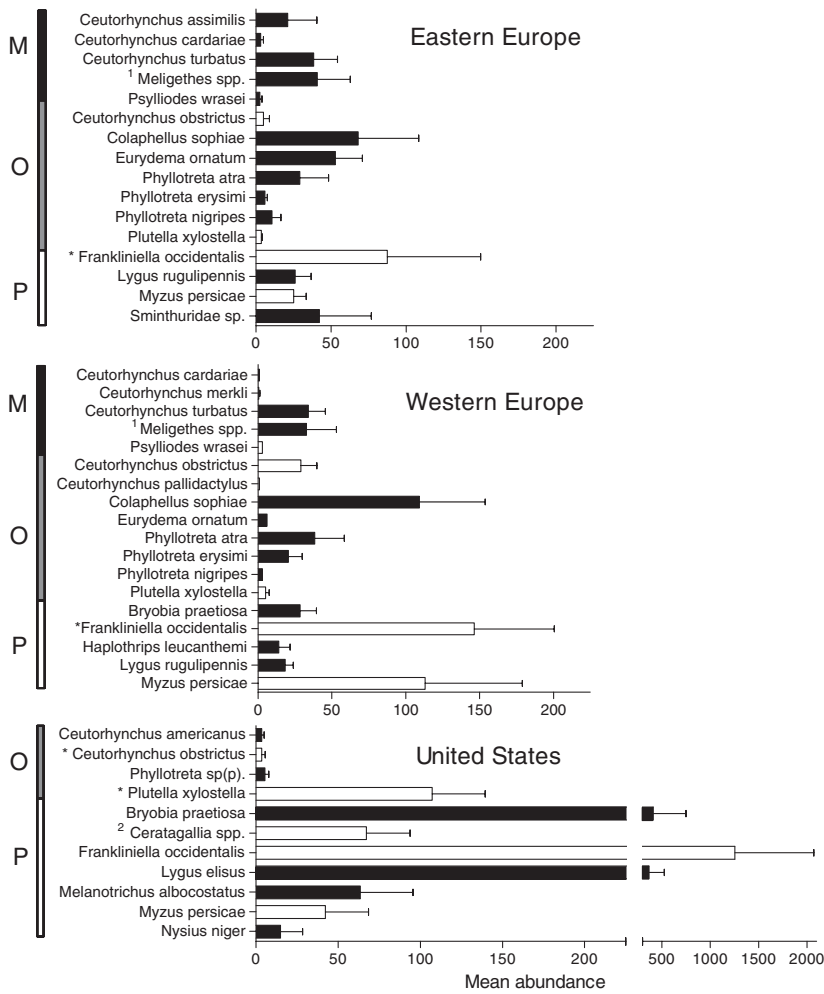 Eastern Europe
M
O
P
Ceutorhynchus assimilis
Ceutorhynchus cardariae
Ceutorhynchus turbatus
1 Meligethes spp.
Psylliodes wrasei
Ceutorhynchus obstrictus
Colaphellus sophiae
Eurydema ornatum
Phyllotreta atra
Phyllotreta erysimi
Phyllotreta nigripes
Plutella xylostella
* Frankliniella occidentalis
Lygus rugulipennis
Myzus persicae
Sminthuridae sp.
0 50 100 150 200
Western Europe
M
O
P
Ceutorhynchus cardariae
Ceutorhynchus merkli
Ceutorhynchus turbatus
1 Meligethes spp.
Psylliodes wrasei
Ceutorhynchus obstrictus
Ceutorhynchus pallidactylus
Colaphellus sophiae
Eurydema ornatum
Phyllotreta atra
Phyllotreta erysimi
Phyllotreta nigripes
Plutella xylostella
Bryobia praetiosa
*Frankliniella occidentalis
Haplothrips leucanthemi
Lygus rugulipennis
Myzus persicae
0 50 100 150 200
United States
O
P
Ceutorhynchus americanus
* Ceutorhynchus obstrictus
Phyllotreta sp(p).
* Plutella xylostella
Bryobia praetiosa
2 Ceratagallia spp.
Frankliniella occidentalis
Lygus elisus
Melanotrichus albocostatus
Myzus persicae
Nysius niger
0 50 100 150 200 500 1000 1500 2000
Mean abundance